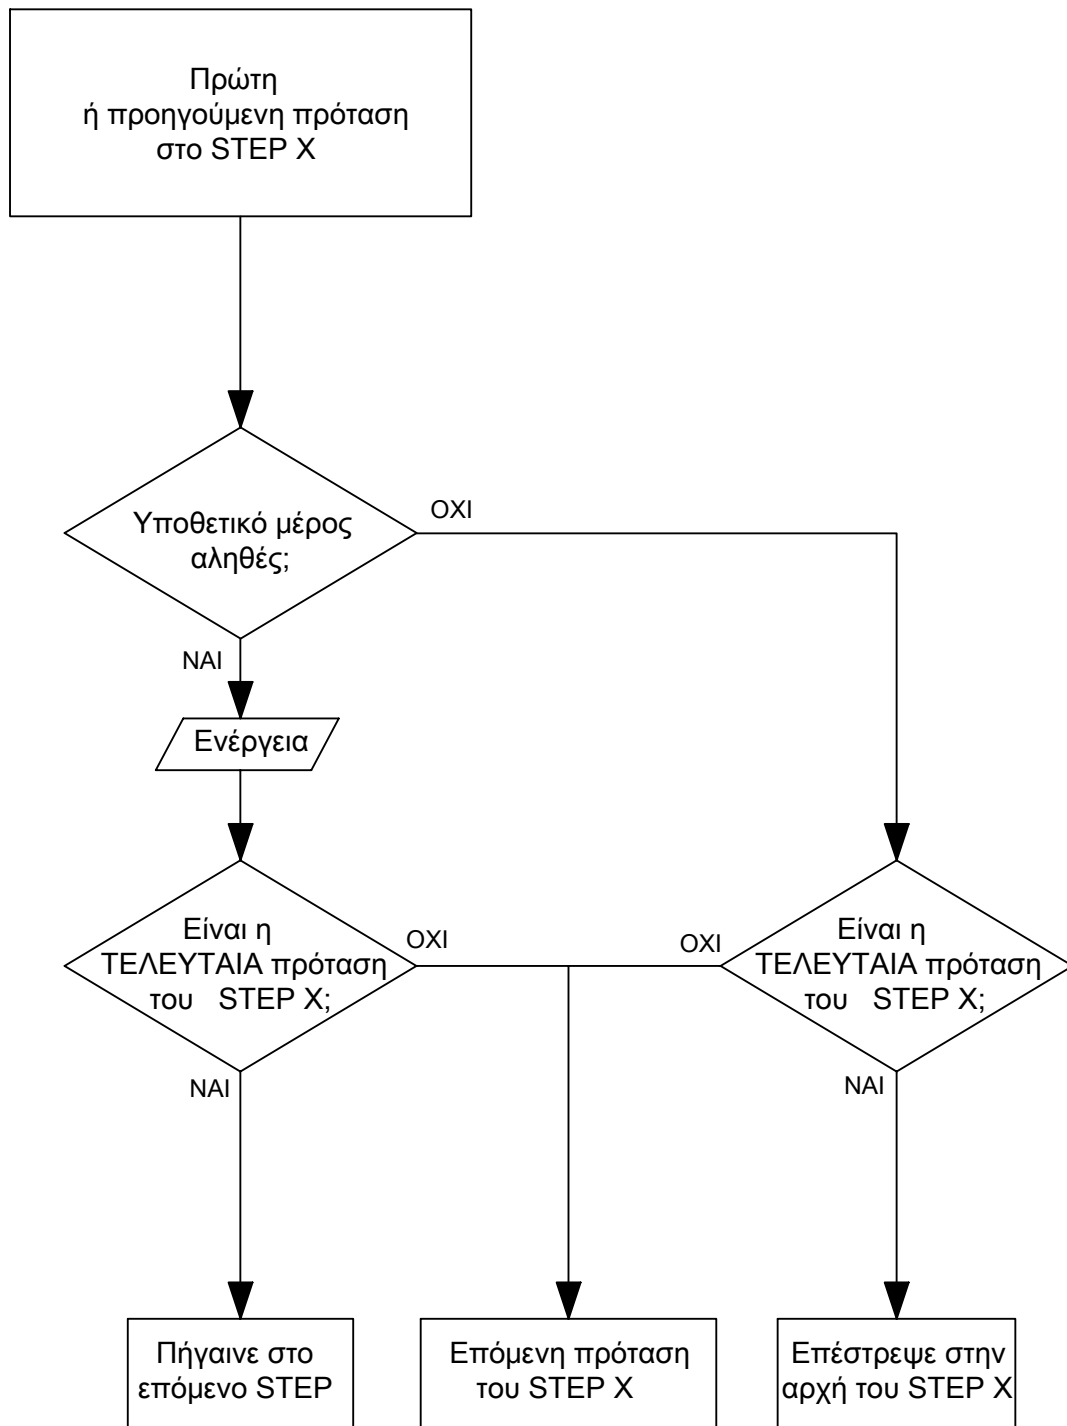 Πρώτη
ή προηγούμενη πρόταση
στο STEP X
Υποθετικό μέρος
αληθές;
ΟΧΙ
ΝΑΙ
Ενέργεια
Είναι η
ΤΕΛΕΥΤΑΙΑ πρόταση
του STEP X;
ΟΧΙ
ΝΑΙ
ΟΧΙ
Είναι η
ΤΕΛΕΥΤΑΙΑ πρόταση
του STEP X;
ΝΑΙ
Πήγαινε στο
επόμενο STEP
Επόμενη πρόταση
του STEP X
Επέστρεψε στην
αρχή του STEP X